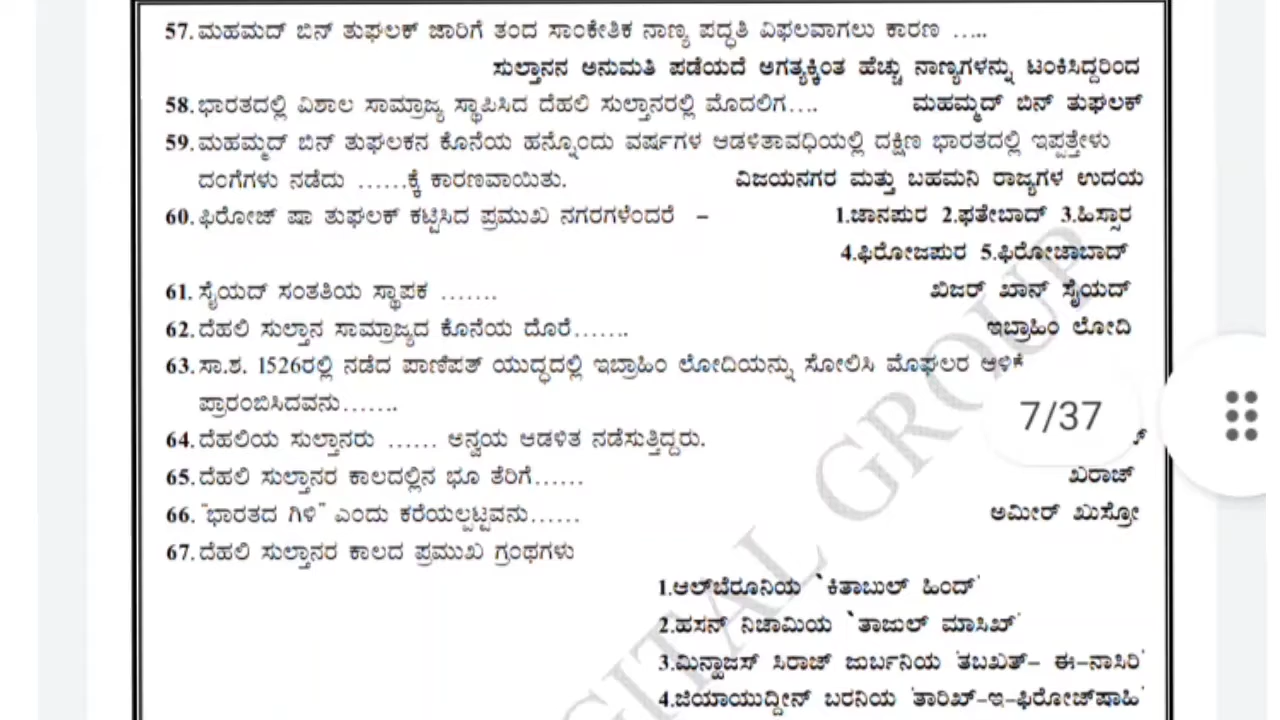 57. ಮಹಮದ್ ಬಿನ್ ತುಘಲಕ್ ಜಾರಿಗೆ ತಂದ ಸಾಂಕೇತಿಕ ನಾಣ್ಯ ಪದ್ಧತಿ ವಿಫಲವಾಗಲು ಕಾರಣ …..
ಸುಲ್ತಾನನ ಅನುಮತಿ ಪಡೆಯದೆ ಅಗತ್ಯಕ್ಕಿಂತ ಹೆಚ್ಚು ನಾಣ್ಯಗಳನ್ನು ಟಂಕಿಸಿದ್ದರಿಂದ
58. ಭಾರತದಲ್ಲಿ ವಿಶಾಲ ಸಾಮ್ರಾಜ್ಯ ಸ್ಥಾಪಿಸಿದ ದೆಹಲಿ ಸುಲ್ತಾನರಲ್ಲಿ ಮೊದಲಿಗ…. ಮಹಮ್ಮದ್ ಬಿನ್ ತುಘಲಕ್
59. ಮಹಮ್ಮದ್ ಬಿನ್ ತುಘಲಕನ ಕೊನೆಯ ಹನ್ನೊಂದು ವರ್ಷಗಳ ಆಡಳಿತಾವಧಿಯಲ್ಲಿ ದಕ್ಷಿಣ ಭಾರತದಲ್ಲಿ ಇಪ್ಪತ್ತೇಳು
ದಂಗೆಗಳು ನಡೆದು ……ಕ್ಕೆ ಕಾರಣವಾಯಿತು. ವಿಜಯನಗರ ಮತ್ತು ಬಹಮನಿ ರಾಜ್ಯಗಳ ಉದಯ
60. ಫಿರೋಜ್ ಷಾ ತುಘಲಕ್ ಕಟ್ಟಿಸಿದ ಪ್ರಮುಖ ನಗರಗಳೆಂದರೆ – 1.ಜಾನಪುರ 2.ಫತೇಬಾದ್ 3.ಹಿಸ್ಸಾರ
4.ಫಿರೋಜಪುರ 5.ಫಿರೋಜಾಬಾದ್
61. ಸೈಯದ್ ಸಂತತಿಯ ಸ್ಥಾಪಕ ……. ಖಿಜರ್ ಖಾನ್ ಸೈಯದ್
62. ದೆಹಲಿ ಸುಲ್ತಾನ ಸಾಮ್ರಾಜ್ಯದ ಕೊನೆಯ ದೊರೆ……. ಇಬ್ರಾಹಿಂ ಲೋದಿ
63. ಸಾ.ಶ. 1526ರಲ್ಲಿ ನಡೆದ ಪಾಣಿಪತ್ ಯುದ್ಧದಲ್ಲಿ ಇಬ್ರಾಹಿಂ ಲೋದಿಯನ್ನು ಸೋಲಿಸಿ ಮೊಘಲರ ಆಳಿಕೆ
ಪ್ರಾರಂಬಿಸಿದವನು…….
7/37
64. ದೆಹಲಿಯ ಸುಲ್ತಾನರು …… ಅನ್ವಯ ಆಡಳಿತ ನಡೆಸುತ್ತಿದ್ದರು.
65. ದೆಹಲಿ ಸುಲ್ತಾನರ ಕಾಲದಲ್ಲಿನ ಭೂ ತೆರಿಗೆ…… ಖರಾಜ್
66. "ಭಾರತದ ಗಿಳಿ" ಎಂದು ಕರೆಯಲ್ಪಟ್ಟವನು…… ಅಮೀರ್ ಖುಸ್ರೋ
67. ದೆಹಲಿ ಸುಲ್ತಾನರ ಕಾಲದ ಪ್ರಮುಖ ಗ್ರಂಥಗಳು
1.ಆಲ್‌ಬೆರೂನಿಯ 'ಕಿತಾಬುಲ್ ಹಿಂದ್'
2.ಹಸನ್ ನಿಜಾಮಿಯ 'ತಾಜುಲ್ ಮಾಸಿಖ್'
3.ಮಿನ್ಹಾಜಸ್ ಸಿರಾಜ್ ಜುರ್ಬನಿಯ 'ತಬಖತ್– ಈ–ನಾಸಿರಿ'
4.ಜಿಯಾಯುದ್ದೀನ್ ಬರನಿಯ 'ತಾರಿಖ್–ಇ–ಫಿರೋಜ್‌ಷಾಹಿ'
GITAL GROUP